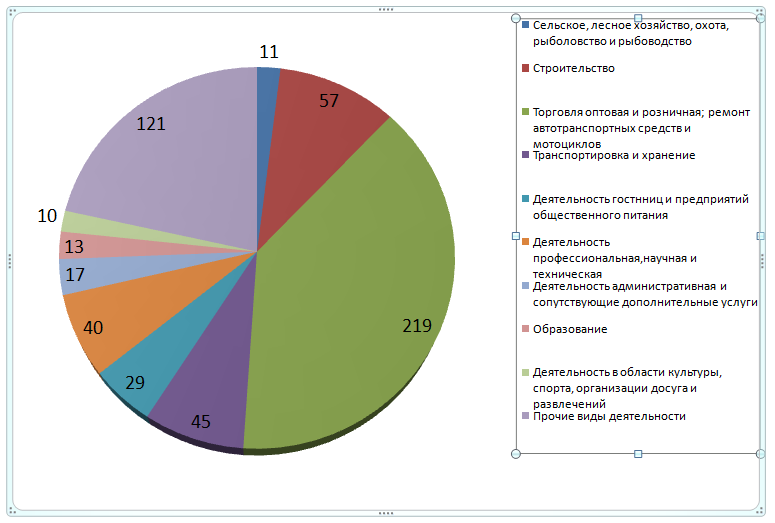 11
57
219
45
29
40
17
13
10
121
Сельское, лесное хозяйство, охота,
рыболовство и рыбоводство
Строительство
Торговля оптовая и розничная; ремонт
автотранспортных средств и
мотоциклов
Транспортировка и хранение
Деятельность гостнниц и предприятий
общественного питания
Деятельность
профессиональная,научная и
техническая
Деятельность административная и
сопутствующие дополнительные услуги
Образование
Деятельность в области культуры,
спорта, организации досуга и
развлечений
Прочие виды деятельности